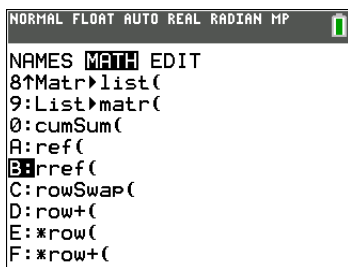 NORMAL FLOAT AUTO REAL RADIAN MP
NAMES MATH EDIT
8↑Matr▶list(
9:List▶matr(
0:cumSum(
A:ref(
B:rref(
C:rowSwap(
D:row+(
E:*row(
F:*row+(